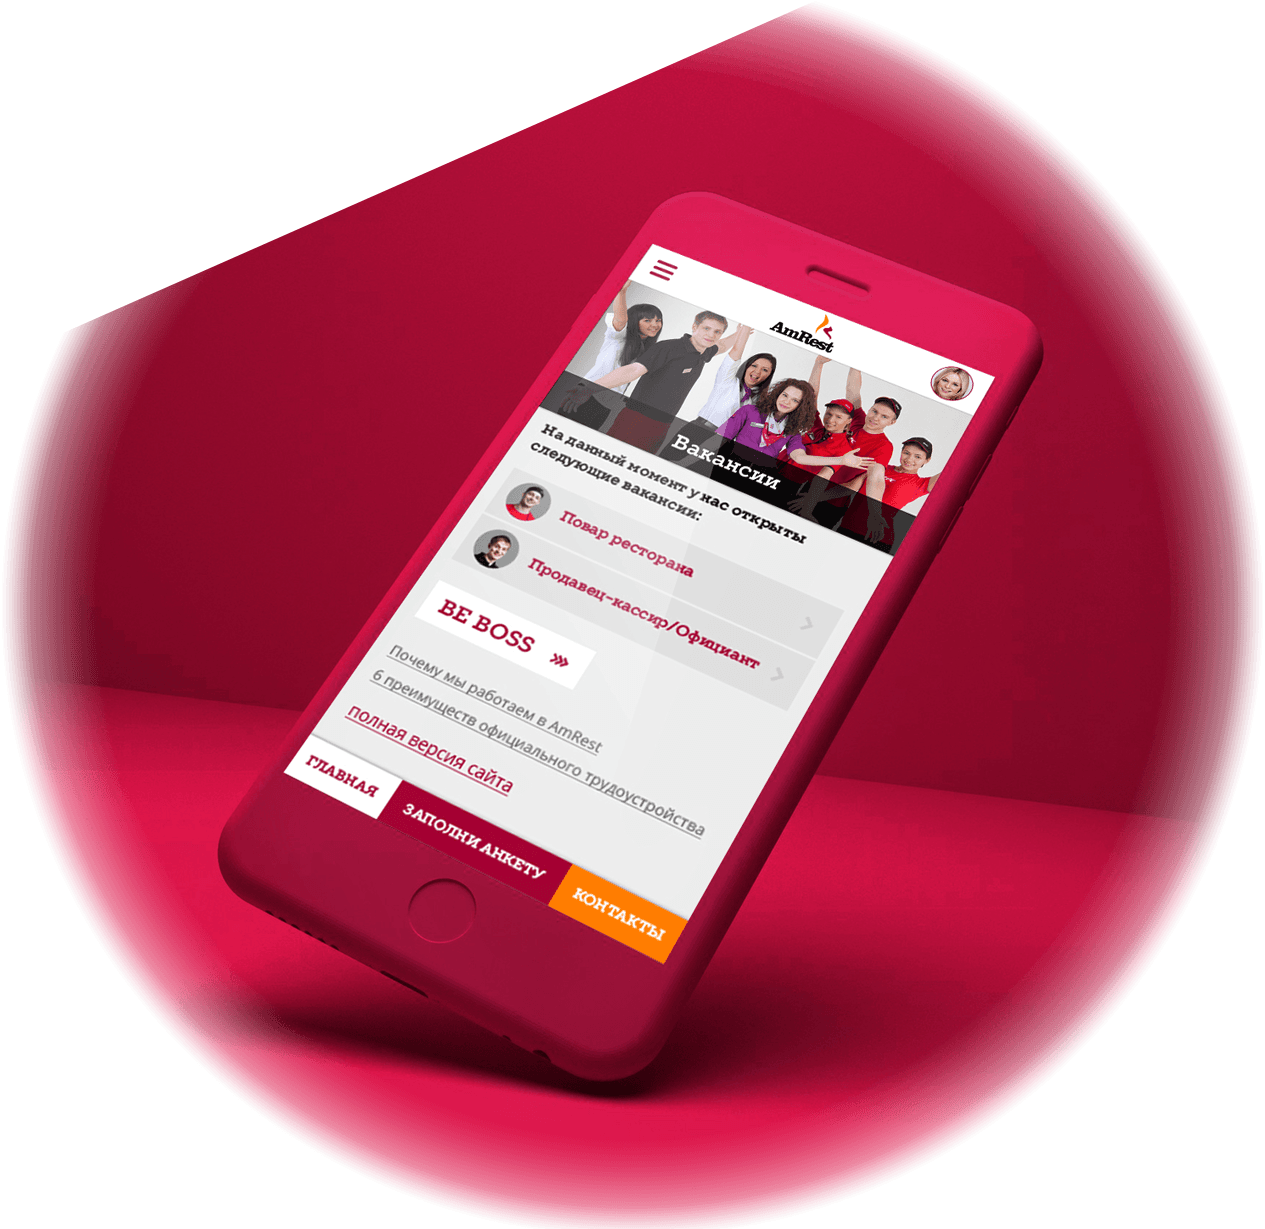 AmRest
Вакансии
На данный момент у нас открыты
следующие вакансии:
Повар ресторана
Продавец-кассир/Официант
BE BOSS
Почему мы работаем в AmRest
6 преимуществ официального трудоустройства
полная версия сайта
ГЛАВНАЯ
ЗАПОЛНИ АНКЕТУ
КОНТАКТЫ